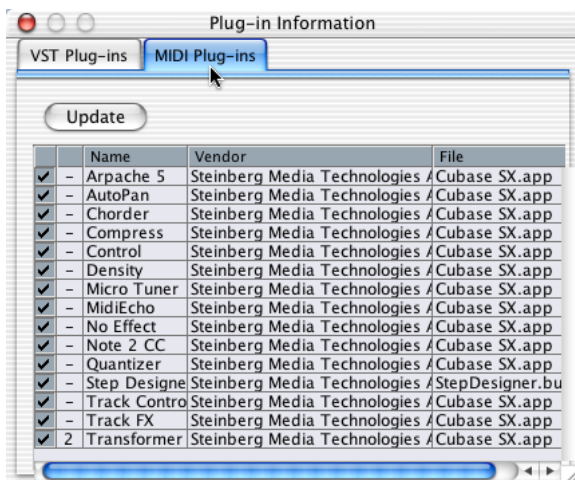 Plug-in Information
VST Plug-ins MIDI Plug-ins
Update
Name Vendor File
– Arpache 5 Steinberg Media Technologies A Cubase SX.app
– AutoPan Steinberg Media Technologies A Cubase SX.app
– Chorder Steinberg Media Technologies A Cubase SX.app
– Compress Steinberg Media Technologies A Cubase SX.app
– Control Steinberg Media Technologies A Cubase SX.app
– Density Steinberg Media Technologies A Cubase SX.app
– Micro Tuner Steinberg Media Technologies A Cubase SX.app
– MidiEcho Steinberg Media Technologies A Cubase SX.app
– No Effect Steinberg Media Technologies A Cubase SX.app
– Note 2 CC Steinberg Media Technologies A Cubase SX.app
– Quantizer Steinberg Media Technologies A Cubase SX.app
– Step Designe Steinberg Media Technologies A StepDesigner.bu
– Track Contro Steinberg Media Technologies A Cubase SX.app
– Track FX Steinberg Media Technologies A Cubase SX.app
2 Transformer Steinberg Media Technologies A Cubase SX.app